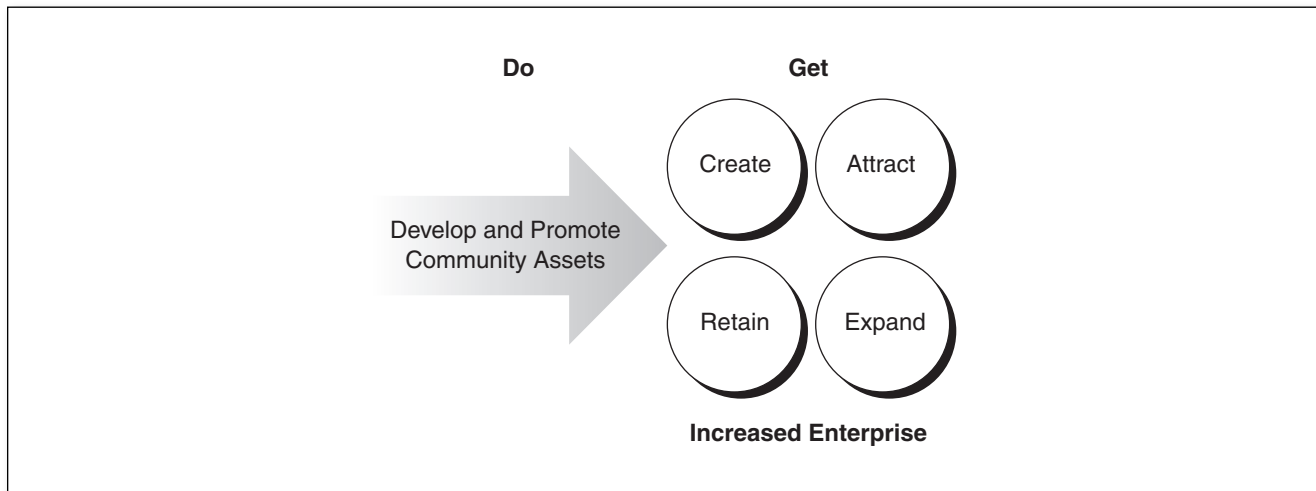 Do
Get
Create
Attract
Develop and Promote
Community Assets
Retain
Expand
Increased Enterprise